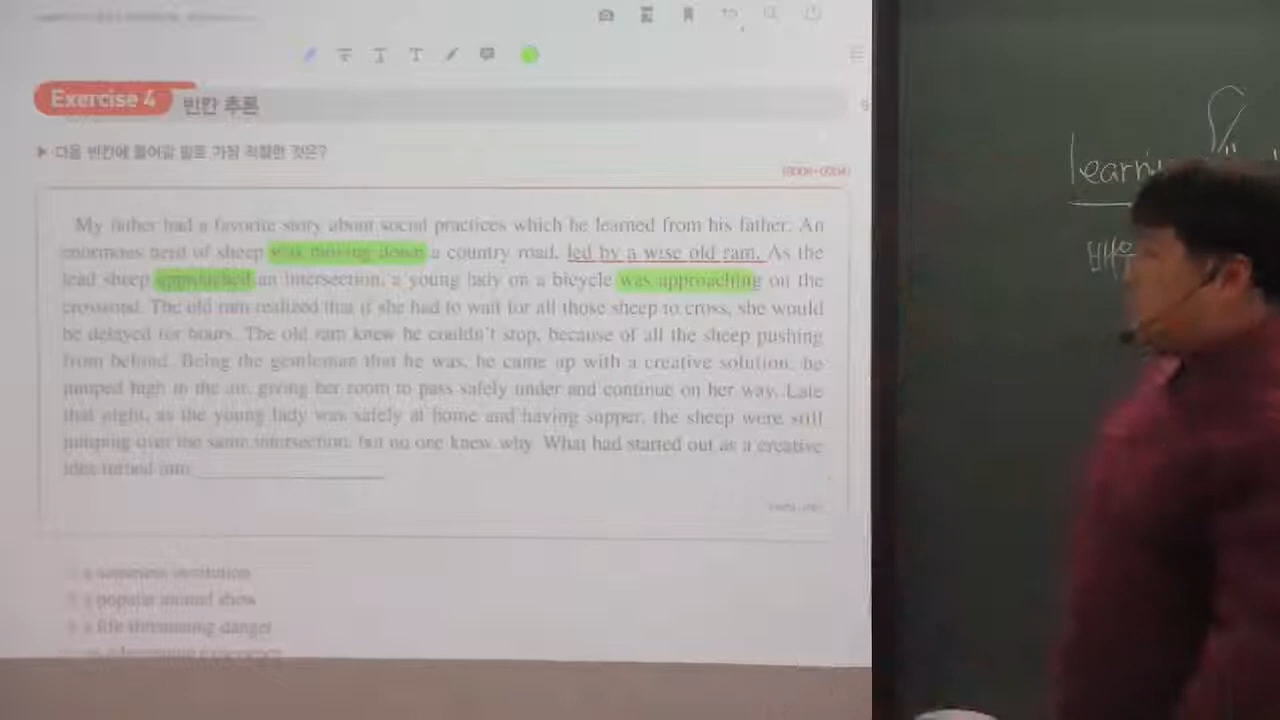 Exercise 4 빈칸 추론
▶ 다음 빈칸에 들어갈 말로 가장 적절한 것은?
My father had a favorite story about social practices which he learned from his father. An
enormous herd of sheep was moving down a country road, led by a wise old ram. As the
lead sheep approached an intersection, a young lady on a bicycle was approaching on the
crossroad. The old ram realized that if she had to wait for all those sheep to cross, she would
be delayed for hours. The old ram knew he couldn't stop, because of all the sheep pushing
from behind. Being the gentleman that he was, he came up with a creative solution, he
jumped high in the air, giving her room to pass safely under and continue on her way. Late
that night, as the young lady was safely at home and having supper, the sheep were still
jumping over the same intersection, but no one knew why. What had started out as a creative
idea turned into
a institution
a popular animal show
a life threatening danger
learn
배우